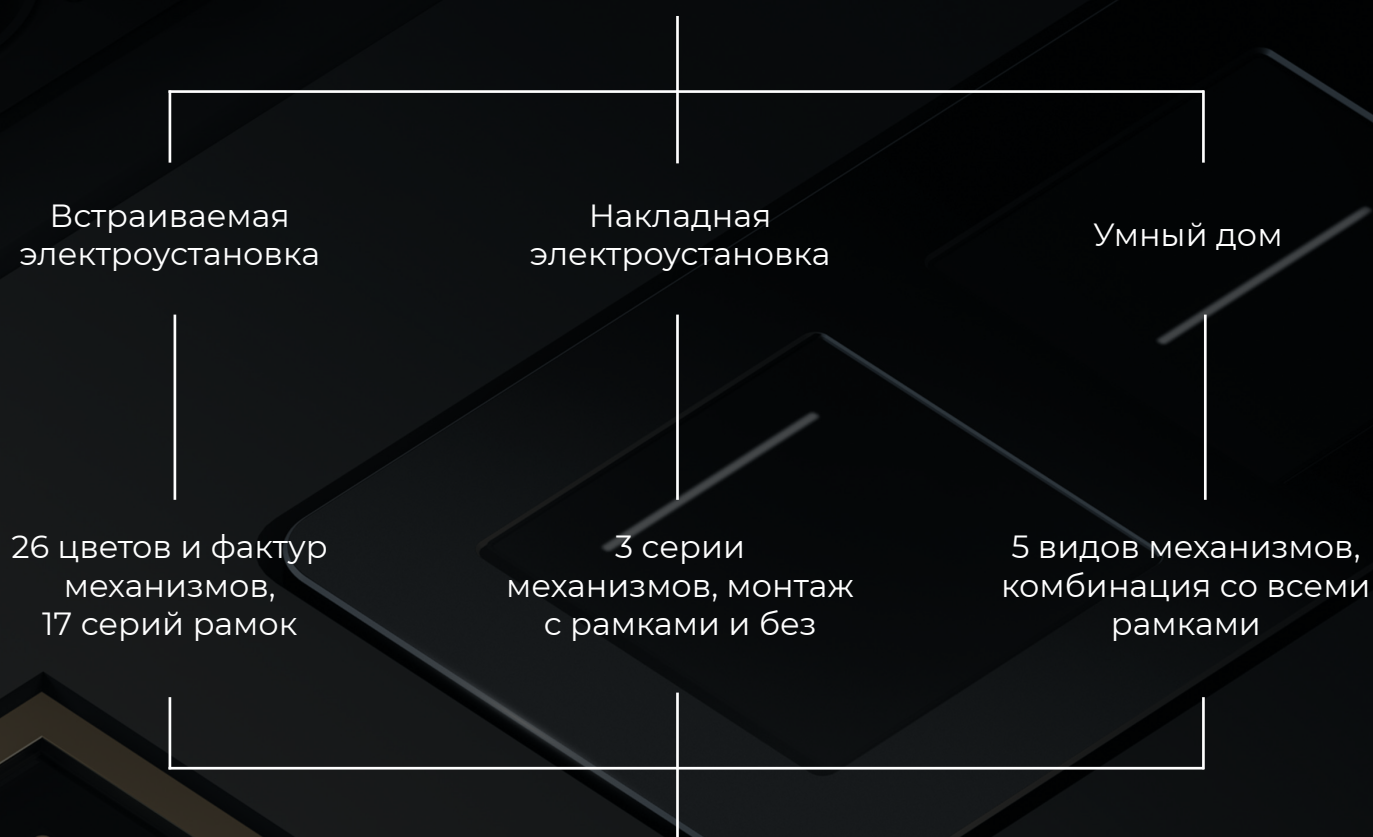 Встраиваемая
электроустановка
Накладная
электроустановка
Умный дом
26 цветов и фактур
механизмов,
17 серий рамок
3 серии
механизмов, монтаж
с рамками и без
5 видов механизмов,
комбинация со всеми
рамками